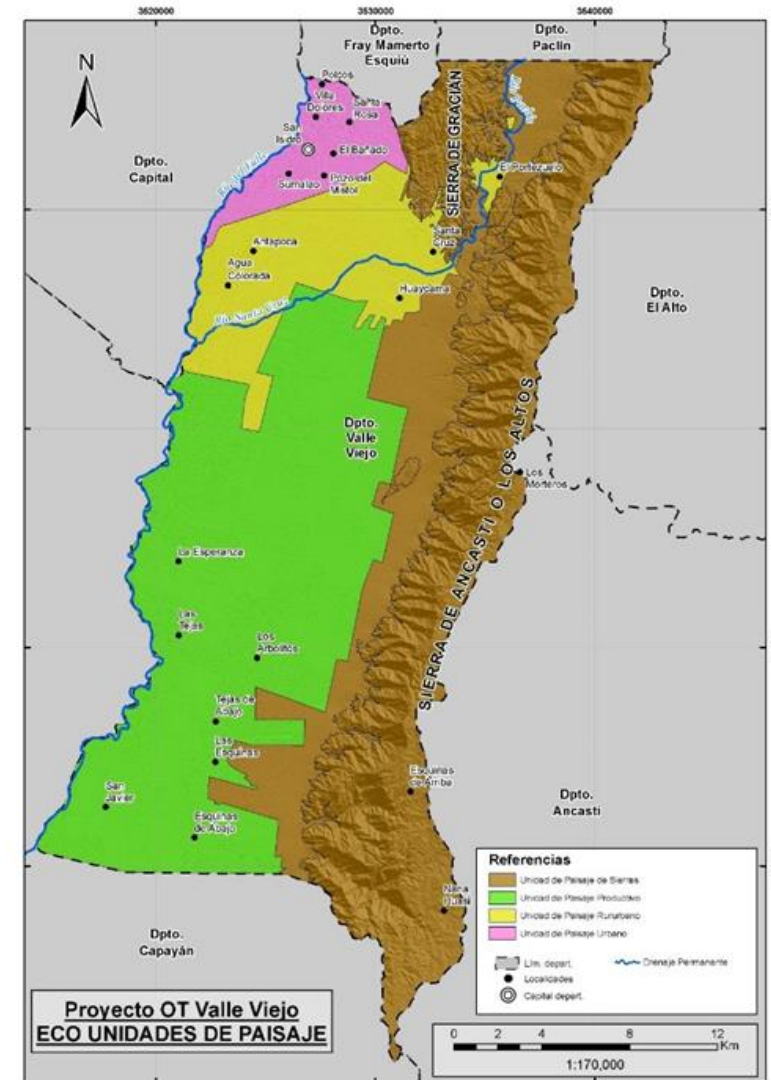 3620000
3630000
3640000
N
Dpto.
Fray Mamerto
Esquiú
Dpto.
Paclín
Polcos
Villa
Dolores
Santa
Rosa
San
Isidro
El Bañado
Sumalao
Pozo del
Mistol
Dpto.
Capital
Río del Valle
SIERRA DE GRACIAN
El Portezuelo
Antapoca
Agua
Colorada
Santa
Cruz
Huaycama
Río Santa Cruz
Dpto.
El Alto
Dpto.
Valle
Viejo
Los
Morteros
SIERRA DE ANCASTI O LOS ALTOS
La Esperanza
Las
Tejas
Los
Arbolitos
Tejas de
Abajo
Las
Esquinas
San
Javier
Esquinas
de Abajo
Esquinas
de Arriba
Dpto.
Ancasti
Dpto.
Capayán
Huasi
Referencias
Unidad de Paisaje de Sierras
Unidad de Paisaje Productivo
Unidad de Paisaje Rururbano
Unidad de Paisaje Urbano
Lím. depart.
Drenaje Permanente
Localidades
Capital depart.
Proyecto OT Valle Viejo
ECO UNIDADES DE PAISAJE
0 2 4 8 12
Km
1:170,000